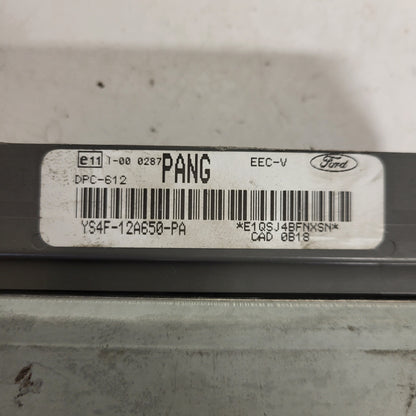 e11 1-00 0287 PANG EEC-V Ford
DPC-612
YS4F-12A650-PA *E1QSJ4BFNXSN*
CAD 0B18